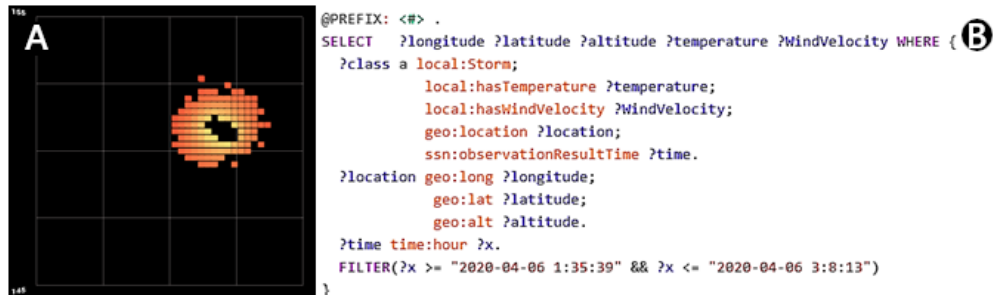 155
A
145
@PREFIX: <#> .
SELECT ?longitude ?latitude ?altitude ?temperature ?WindVelocity WHERE {
B
?class a local:Storm;
local:hasTemperature ?temperature;
local:hasWindVelocity ?WindVelocity;
geo:location ?location;
ssn:observationResultTime ?time.
?location geo:long ?longitude;
geo:lat ?latitude;
geo:alt ?altitude.
?time time:hour ?x.
FILTER(?x >= "2020-04-06 1:35:39" && ?x <= "2020-04-06 3:8:13")
}